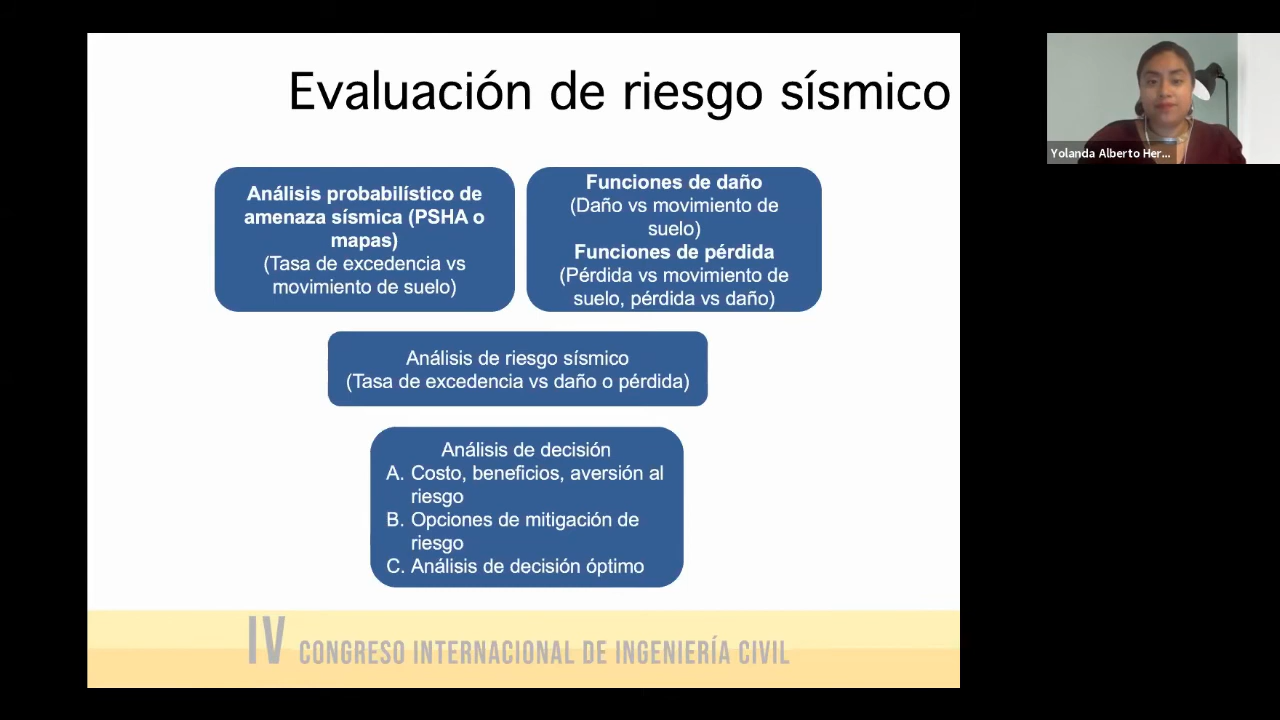 Evaluación de riesgo sísmico
Análisis probabilístico de
amenaza sísmica (PSHA o
mapas)
(Tasa de excedencia vs
movimiento de suelo)
Funciones de daño
(Daño vs movimiento de
suelo)
Funciones de pérdida
(Pérdida vs movimiento de
suelo, pérdida vs daño)
Análisis de riesgo sísmico
(Tasa de excedencia vs daño o pérdida)
Análisis de decisión
A. Costo, beneficios, aversión al
riesgo
B. Opciones de mitigación de
riesgo
C. Análisis de decisión óptimo
IV CONGRESO INTERNACIONAL DE INGENIERÍA CIVIL
Yolanda Alberto Her...